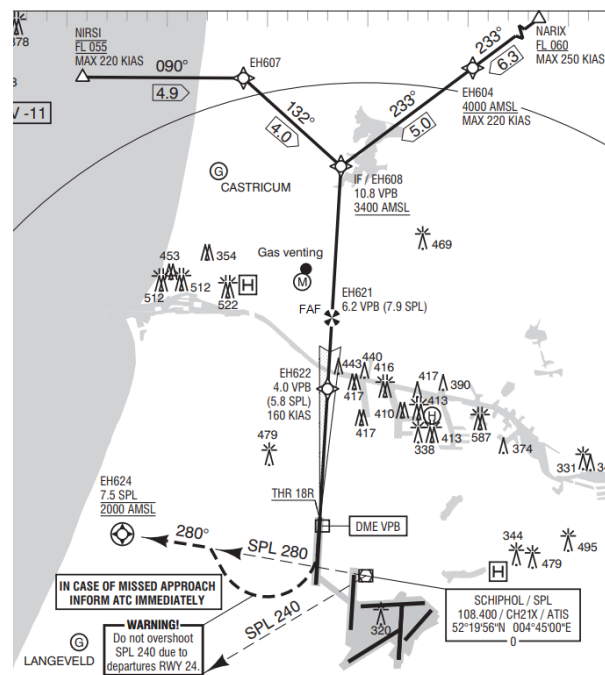 NIRSI
FL 055
MAX 220 KIAS
378
090°
4.9
EH607
132°
4.0
233°
6.3
NARIX
FL 060
MAX 250 KIAS
233°
5.0
EH604
4000 AMSL
MAX 220 KIAS
V -11
G
CASTRICUM
IF / EH608
10.8 VPB
3400 AMSL
469
453
354
Gas venting
M
512
512
522
H
FAF
EH621
6.2 VPB (7.9 SPL)
EH622
4.0 VPB
(5.8 SPL)
160 KIAS
443
440
416
417
417
390
413
410
H
417
338
413
587
374
331
479
THR 18R
DME VPB
EH624
7.5 SPL
2000 AMSL
280°
SPL 280
SPL 240
344
479
495
H
IN CASE OF MISSED APPROACH
INFORM ATC IMMEDIATELY
WARNING!
Do not overshoot
SPL 240 due to
departures RWY 24.
G
LANGEVELD
320
SCHIPHOL / SPL
108.400 / CH21X / ATIS
52°19'56"N 004°45'00"E
0